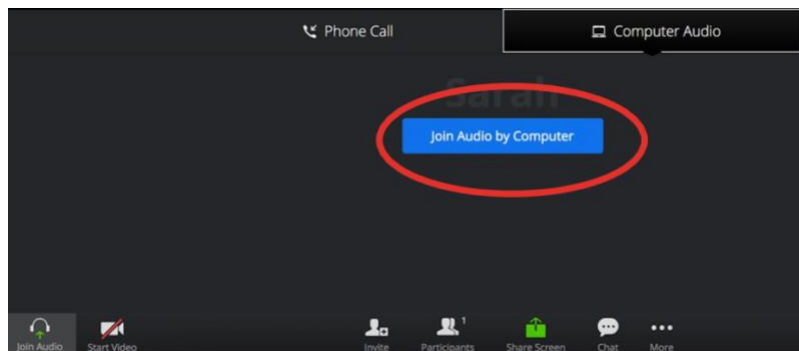 Phone Call
Computer Audio
Sarah
Join Audio by Computer
Join Audio
Start Video
Invite
Participants
1
Share Screen
Chat
More